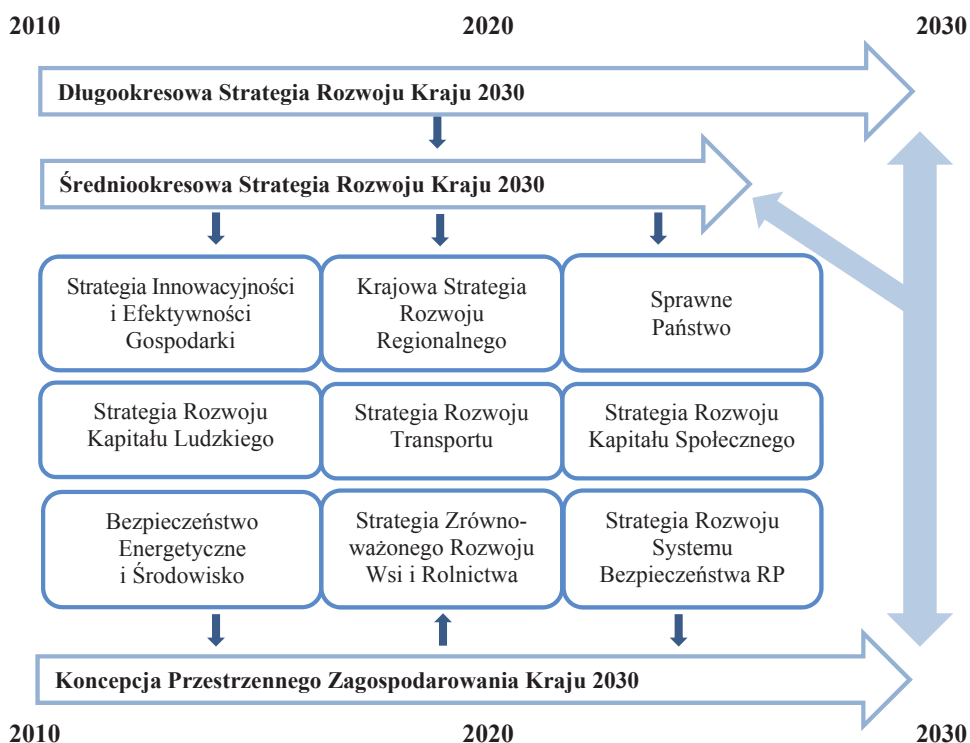 2010 2020 2030
Długookresowa Strategia Rozwoju Kraju 2030
Średniookresowa Strategia Rozwoju Kraju 2030
Strategia Innowacyjności
i Efektywności
Gospodarki
Krajowa Strategia
Rozwoju
Regionalnego
Sprawne
Państwo
Strategia Rozwoju
Kapitału Ludzkiego
Strategia Rozwoju
Transportu
Strategia Rozwoju
Kapitału Społecznego
Bezpieczeństwo
Energetyczne
i Środowisko
Strategia Zrówno-
ważonego Rozwoju
Wsi i Rolnictwa
Strategia Rozwoju
Systemu
Bezpieczeństwa RP
Koncepcja Przestrzennego Zagospodarowania Kraju 2030
2010 2020 2030